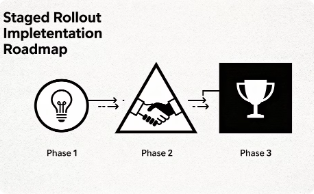 Staged Rollout
Impletentation
Roadmap
Phase 1
Phase 2
Phase 3